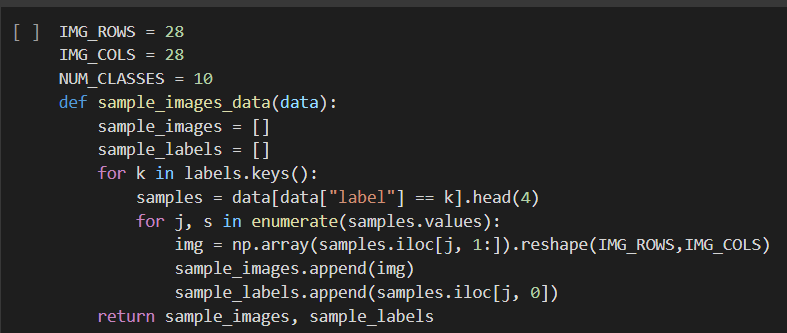 [ ] IMG_ROWS = 28
IMG_COLS = 28
NUM_CLASSES = 10
def sample_images_data(data):
    sample_images = []
    sample_labels = []
    for k in labels.keys():
        samples = data[data["label"] == k].head(4)
        for j, s in enumerate(samples.values):
            img = np.array(samples.iloc[j, 1:]).reshape(IMG_ROWS,IMG_COLS)
            sample_images.append(img)
            sample_labels.append(samples.iloc[j, 0])
    return sample_images, sample_labels